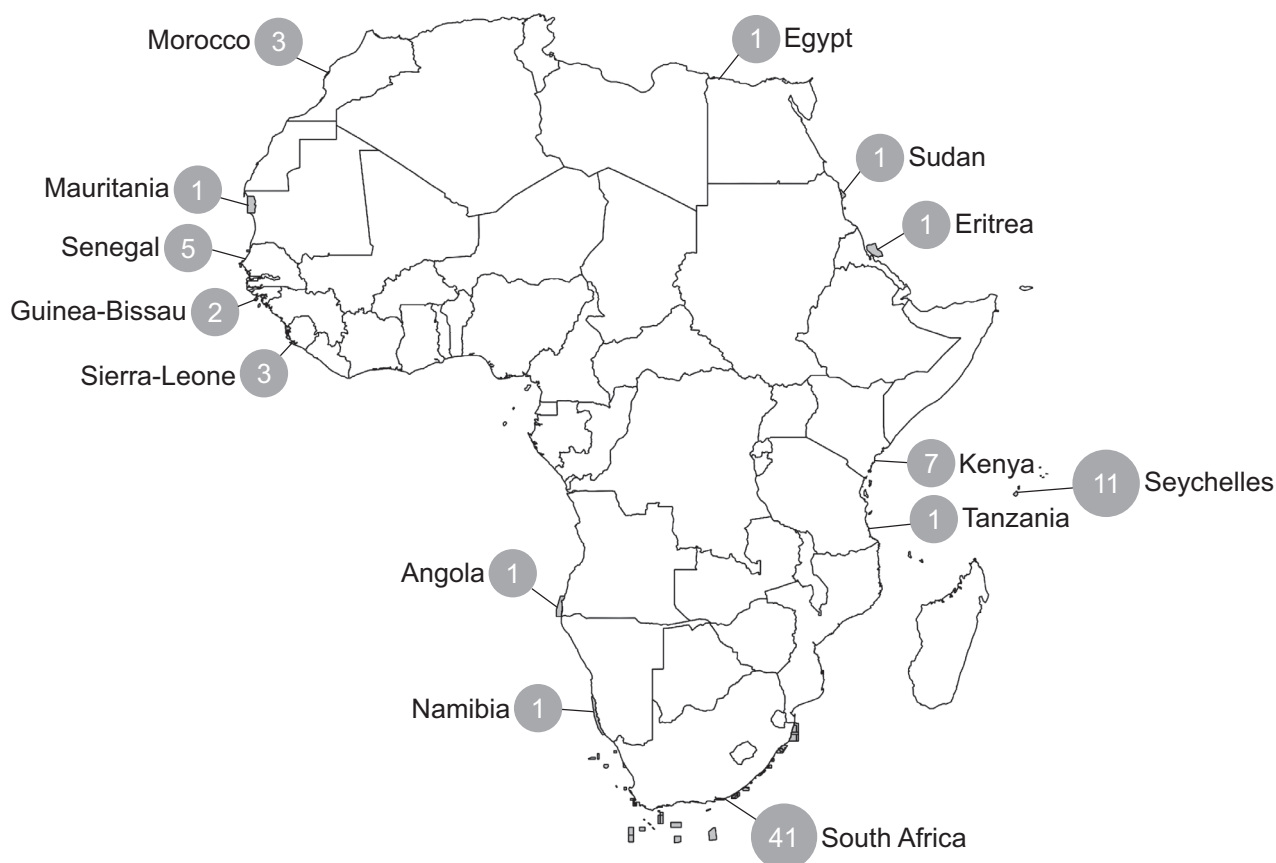 Morocco 3
1 Egypt
1 Sudan
Mauritania 1
1 Eritrea
Senegal 5
Guinea-Bissau 2
Sierra-Leone 3
7 Kenya
11 Seychelles
1 Tanzania
Angola 1
Namibia 1
41 South Africa